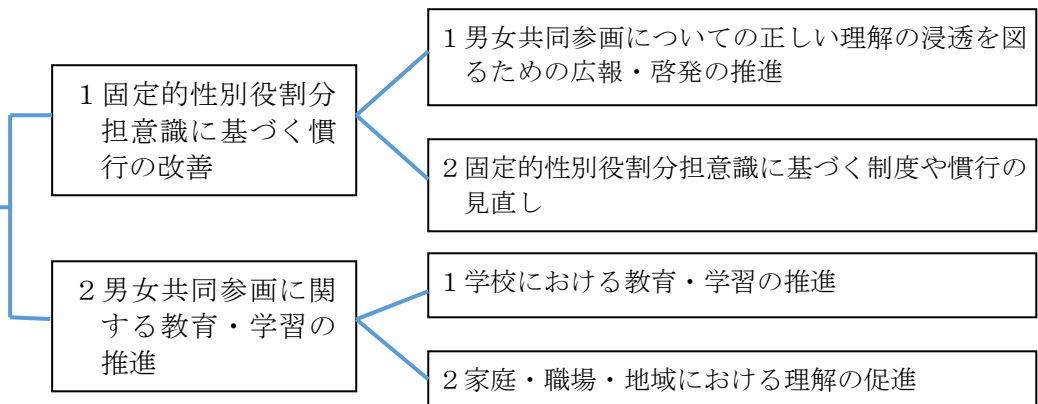 1固定的性別役割分
担意識に基づく慣
行の改善
1男女共同参画についての正しい理解の浸透を図
るための広報・啓発の推進
2固定的性別役割分担意識に基づく制度や慣行の
見直し
2男女共同参画に関
する教育・学習の
推進
1学校における教育・学習の推進
2家庭・職場・地域における理解の促進